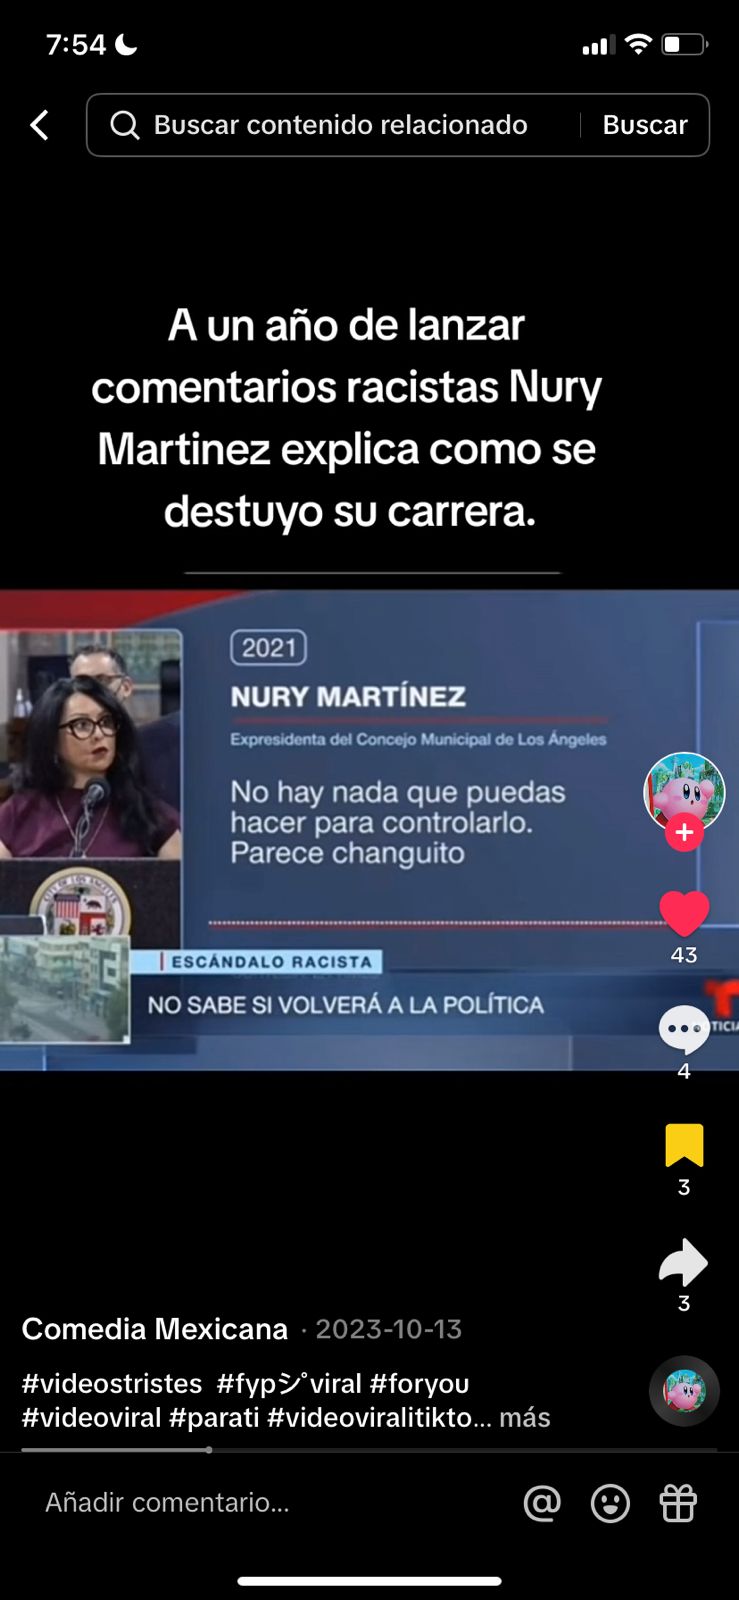 7:54
Buscar contenido relacionado
Buscar
A un año de lanzar
comentarios racistas Nury
Martinez explica como se
destuyo su carrera.
2021
NURY MARTÍNEZ
Expresidenta del Concejo Municipal de Los Ángeles
No hay nada que puedas
hacer para controlarlo.
Parece changuito
ESCÁNDALO RACISTA
NO SABE SI VOLVERÁ A LA POLÍTICA
43
4
3
3
Comedia Mexicana · 2023-10-13
#videostristes #fypシ゚viral #foryou
#videoviral #parati #videoviralitikto... más
Añadir comentario...